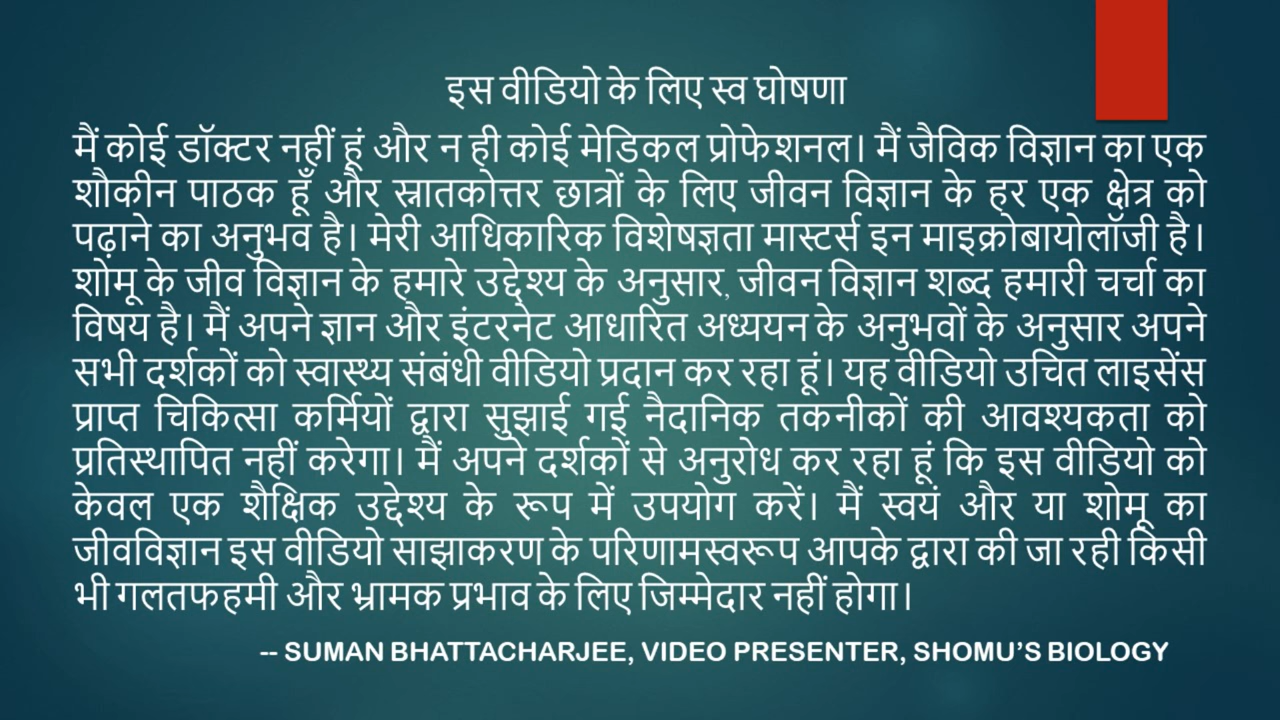 इस वीडियो के लिए स्व घोषणा
मैं कोई डॉक्टर नहीं हूं और न ही कोई मेडिकल प्रोफेशनल। मैं जैविक विज्ञान का एक
शौकीन पाठक हूँ और स्नातकोत्तर छात्रों के लिए जीवन विज्ञान के हर एक क्षेत्र को
पढ़ाने का अनुभव है। मेरी आधिकारिक विशेषज्ञता मास्टर्स इन माइक्रोबायोलॉजी है।
शोमू के जीव विज्ञान के हमारे उद्देश्य के अनुसार, जीवन विज्ञान शब्द हमारी चर्चा का
विषय है। मैं अपने ज्ञान और इंटरनेट आधारित अध्ययन के अनुभवों के अनुसार अपने
सभी दर्शकों को स्वास्थ्य संबंधी वीडियो प्रदान कर रहा हूं। यह वीडियो उचित लाइसेंस
प्राप्त चिकित्सा कर्मियों द्वारा सुझाई गई नैदानिक तकनीकों की आवश्यकता को
प्रतिस्थापित नहीं करेगा। मैं अपने दर्शकों से अनुरोध कर रहा हूं कि इस वीडियो को
केवल एक शैक्षिक उद्देश्य के रूप में उपयोग करें। मैं स्वयं और या शोमू का
जीवविज्ञान इस वीडियो साझाकरण के परिणामस्वरूप आपके द्वारा की जा रही किसी
भी गलतफहमी और भ्रामक प्रभाव के लिए जिम्मेदार नहीं होगा।
-- SUMAN BHATTACHARJEE, VIDEO PRESENTER, SHOMU’S BIOLOGY